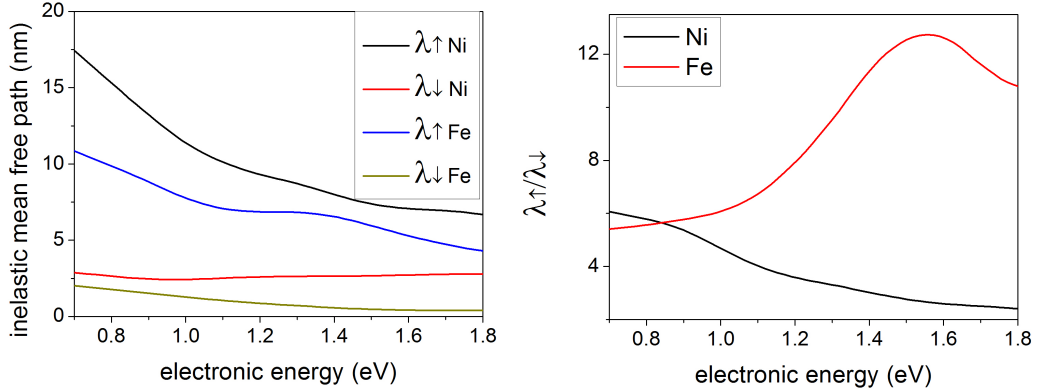 inelastic mean free path (nm)
20
15
10
5
0
λ↑ Ni
λ↓ Ni
λ↑ Fe
λ↓ Fe
0.8 1.0 1.2 1.4 1.6 1.8
electronic energy (eV)
λ↑/λ↓
12
8
4
Ni
Fe
0.8 1.0 1.2 1.4 1.6 1.8
electronic energy (eV)